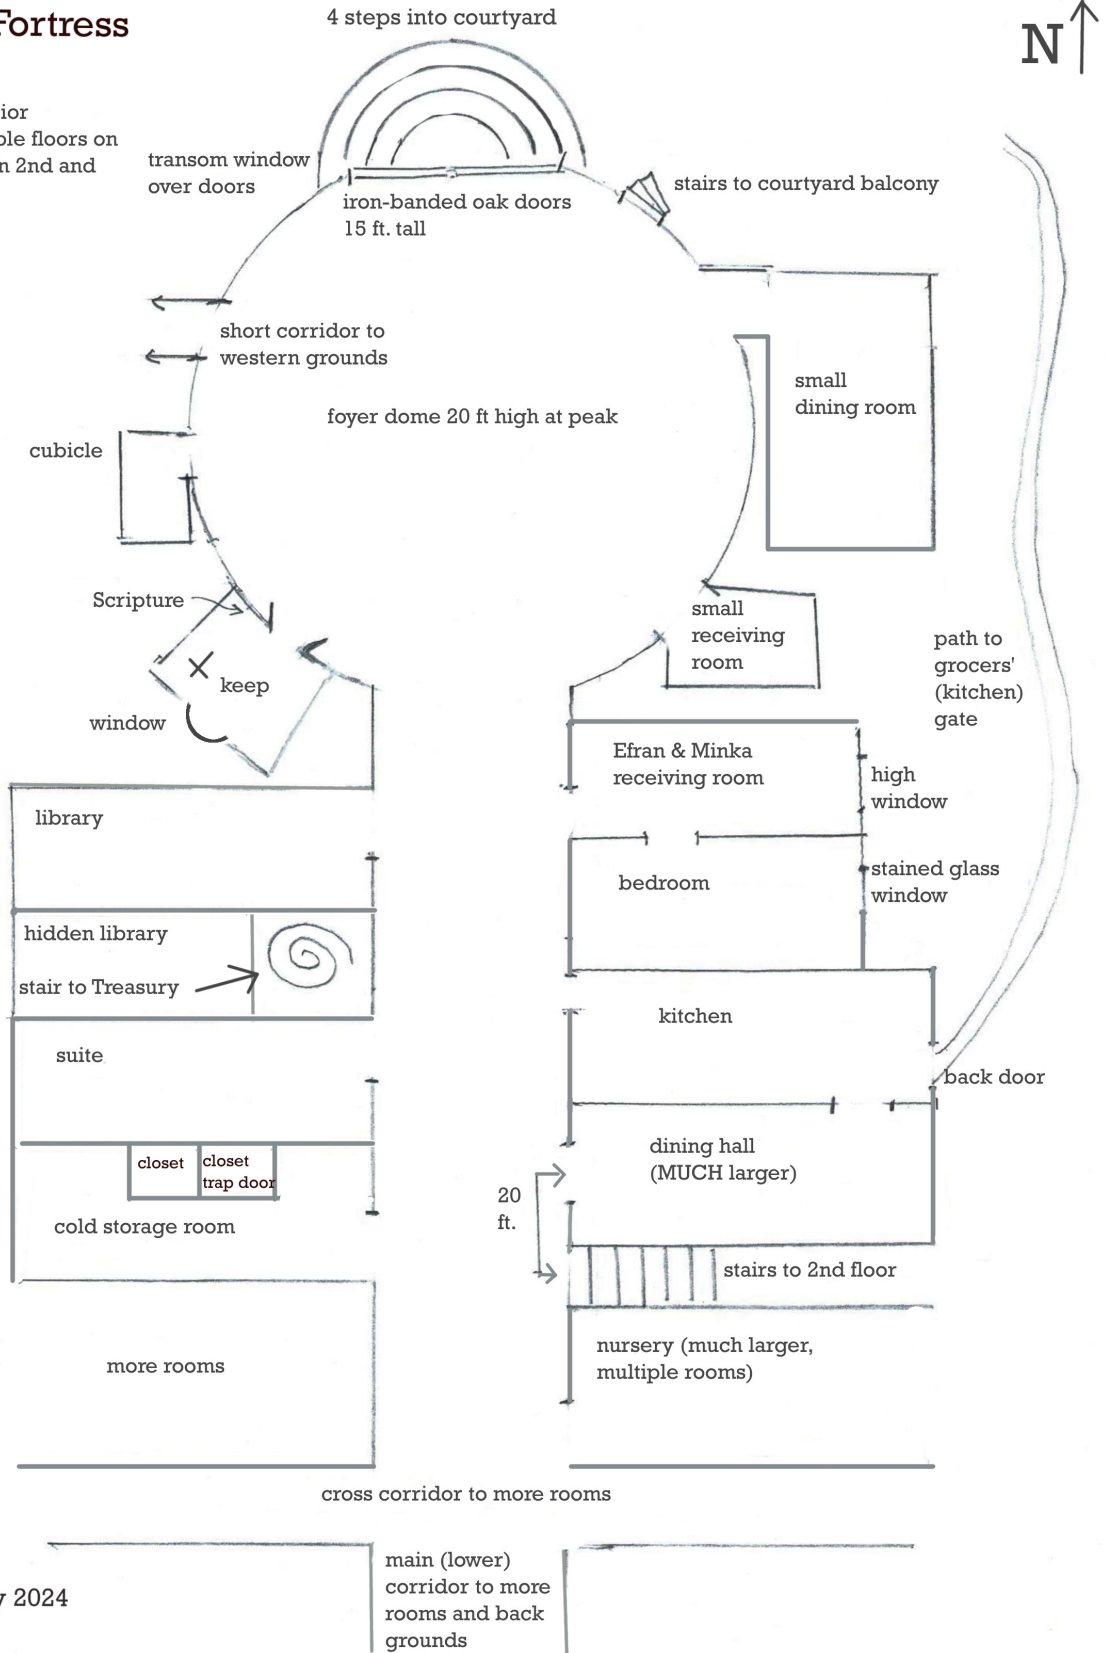 Fortress
4 steps into courtyard
N
ior
ole floors on
n 2nd and
transom window
over doors
iron-banded oak doors
15 ft. tall
stairs to courtyard balcony
short corridor to
western grounds
foyer dome 20 ft high at peak
small
dining room
cubicle
Scripture
keep
window
small
receiving
room
path to
grocers'
(kitchen)
gate
Efran & Minka
receiving room
high
window
library
bedroom
stained glass
window
hidden library
stair to Treasury
kitchen
suite
back door
closet
closet
trap door
dining hall
(MUCH larger)
20
ft.
cold storage room
stairs to 2nd floor
more rooms
nursery (much larger,
multiple rooms)
cross corridor to more rooms
main (lower)
corridor to more
rooms and back
grounds
y 2024